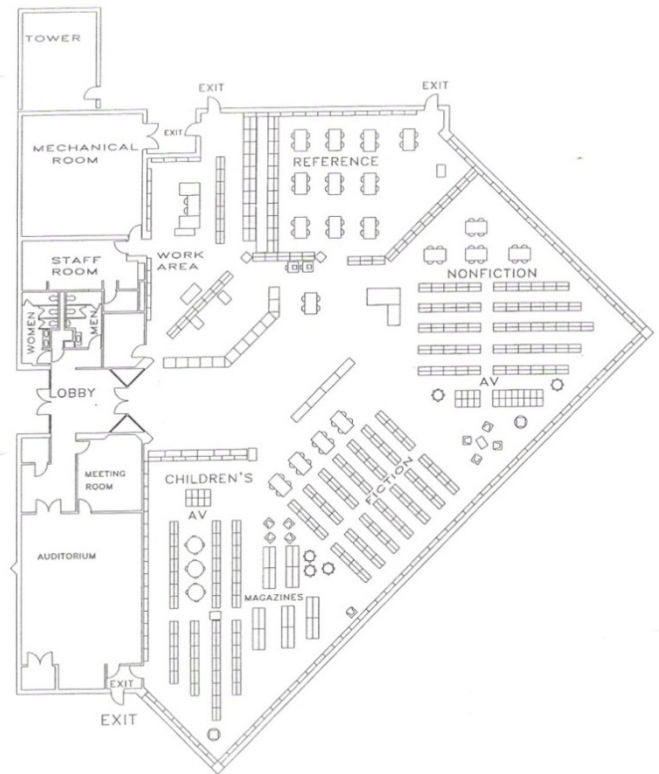 TOWER
EXIT
EXIT
EXIT
MECHANICAL
ROOM
REFERENCE
STAFF
ROOM
WORK
AREA
NONFICTION
WOMEN
MEN
LOBBY
AV
MEETING
ROOM
CHILDREN'S
FICTION
AV
AUDITORIUM
MAGAZINES
EXIT
EXIT